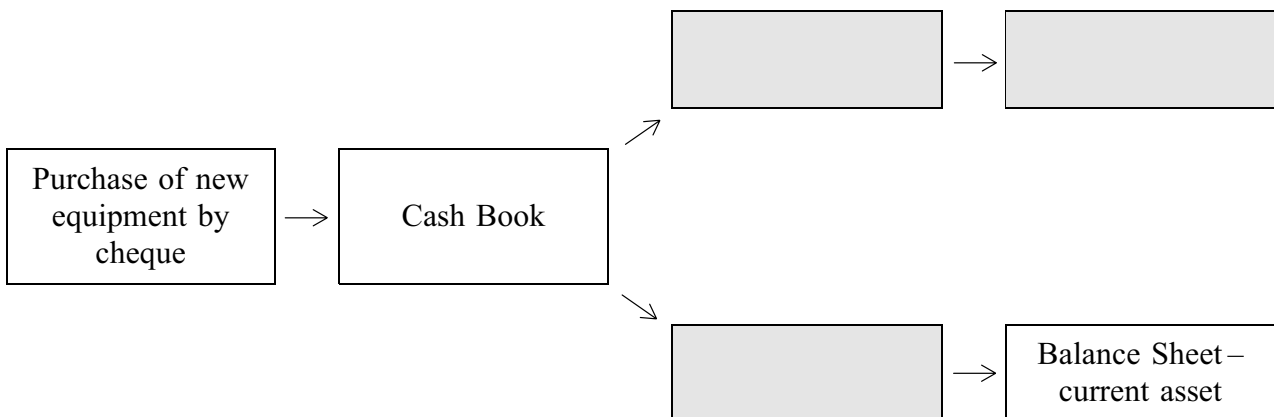 Purchase of new
equipment by
cheque
Cash Book
Balance Sheet –
current asset